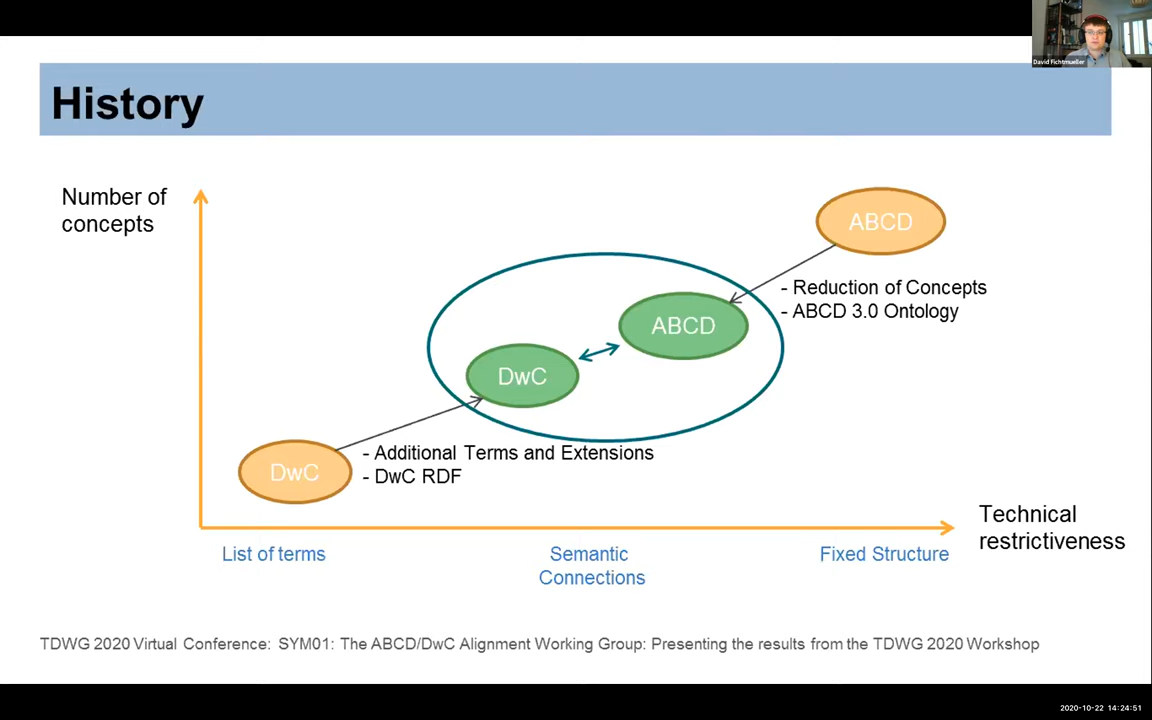 David Fichtmueller
History
Number of
concepts
ABCD
- Reduction of Concepts
- ABCD 3.0 Ontology
ABCD
DwC
- Additional Terms and Extensions
- DwC RDF
DwC
Technical
restrictiveness
List of terms
Semantic
Connections
Fixed Structure
TDWG 2020 Virtual Conference: SYM01: The ABCD/DwC Alignment Working Group: Presenting the results from the TDWG 2020 Workshop
2020-10-22 14:24:51